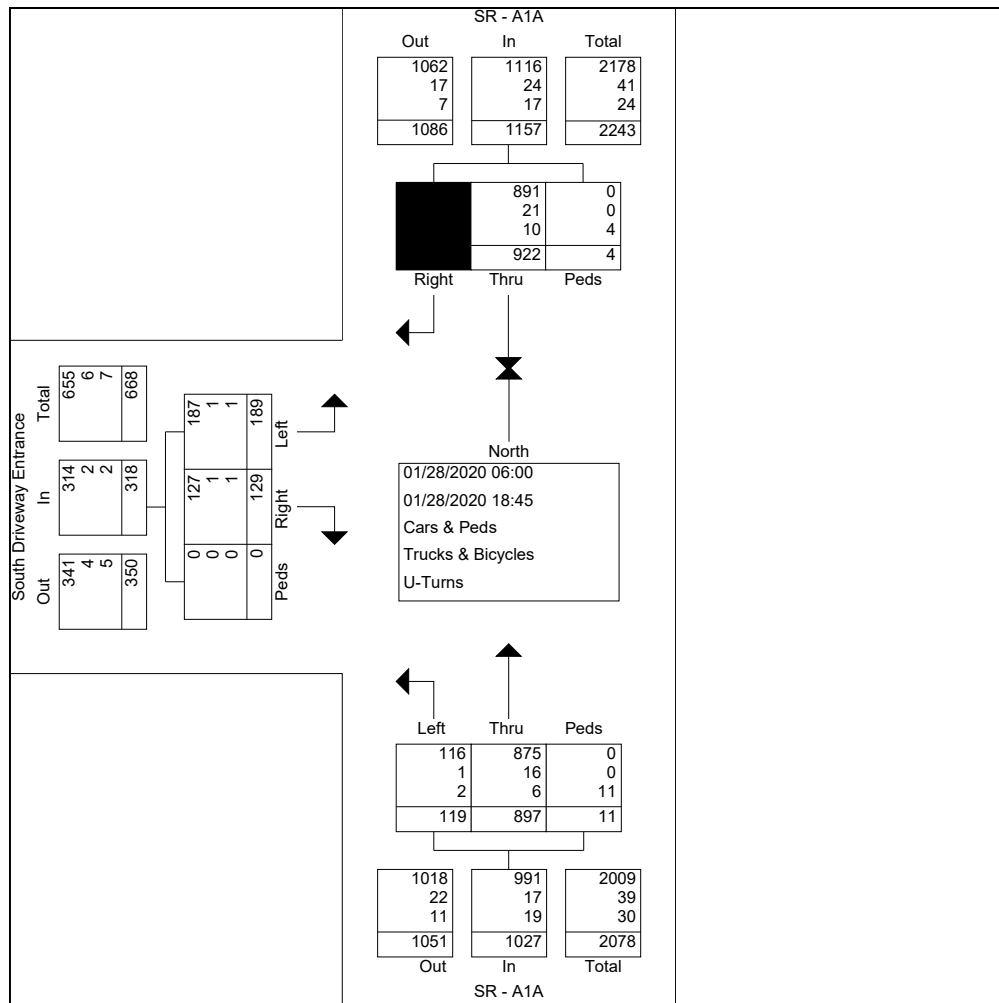 SR - A1A
Out In Total
1062 1116 2178
17 24 41
7 17 24
1086 1157 2243
891 0
21 0
10 4
922 4
Right Thru Peds
South Driveway Entrance
Out In Total
341 314 655
4 2 6
5 2 7
350 318 668
Peds Right Left
0 127 187
0 1 1
0 1 1
0 129 189
North
01/28/2020 06:00
01/28/2020 18:45
Cars & Peds
Trucks & Bicycles
U-Turns
Left Thru Peds
116 875 0
1 16 0
2 6 11
119 897 11
1018 991 2009
22 17 39
11 19 30
1051 1027 2078
Out In Total
SR - A1A